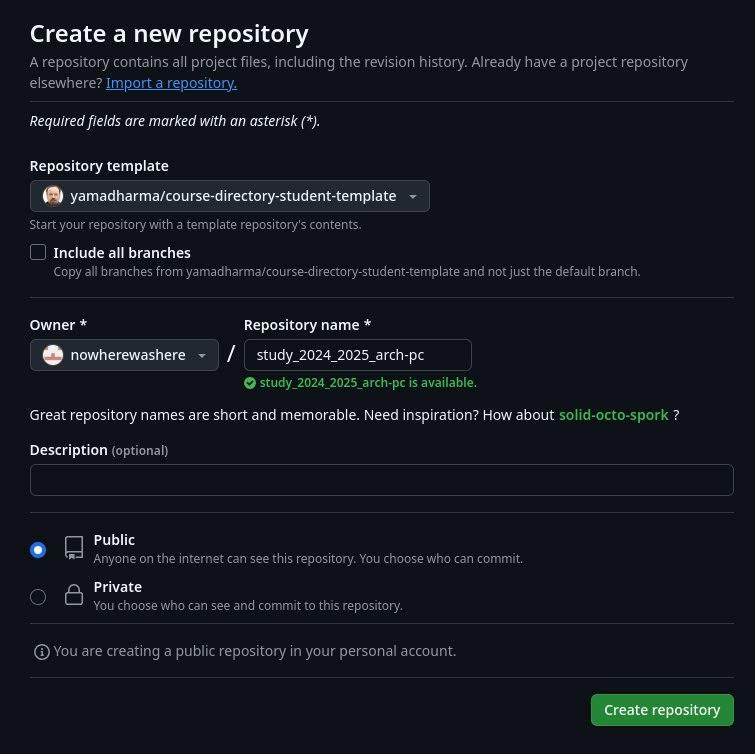 Create a new repository
A repository contains all project files, including the revision history. Already have a project repository
elsewhere? Import a repository.
Required fields are marked with an asterisk (*).
Repository template
yamadharma/course-directory-student-template
Start your repository with a template repository's contents.
Include all branches
Copy all branches from yamadharma/course-directory-student-template and not just the default branch.
Owner * Repository name *
nowherewashere / study_2024_2025_arch-pc
study_2024_2025_arch-pc is available.
Great repository names are short and memorable. Need inspiration? How about solid-octo-spork ?
Description (optional)
Public
Anyone on the internet can see this repository. You choose who can commit.
Private
You choose who can see and commit to this repository.
You are creating a public repository in your personal account.
Create repository